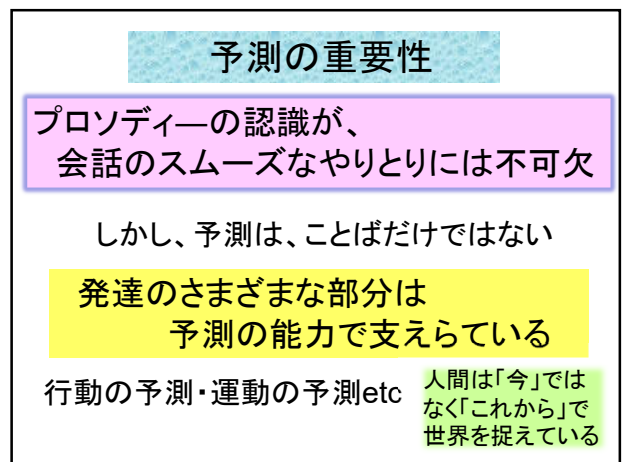 予測の重要性
プロソディ―の認識が、
会話のスムーズなやりとりには不可欠
しかし、予測は、ことばだけではない
発達のさまざまな部分は
予測の能力で支えらている
行動の予測・運動の予測etc
人間は「今」では
なく「これから」で
世界を捉えている